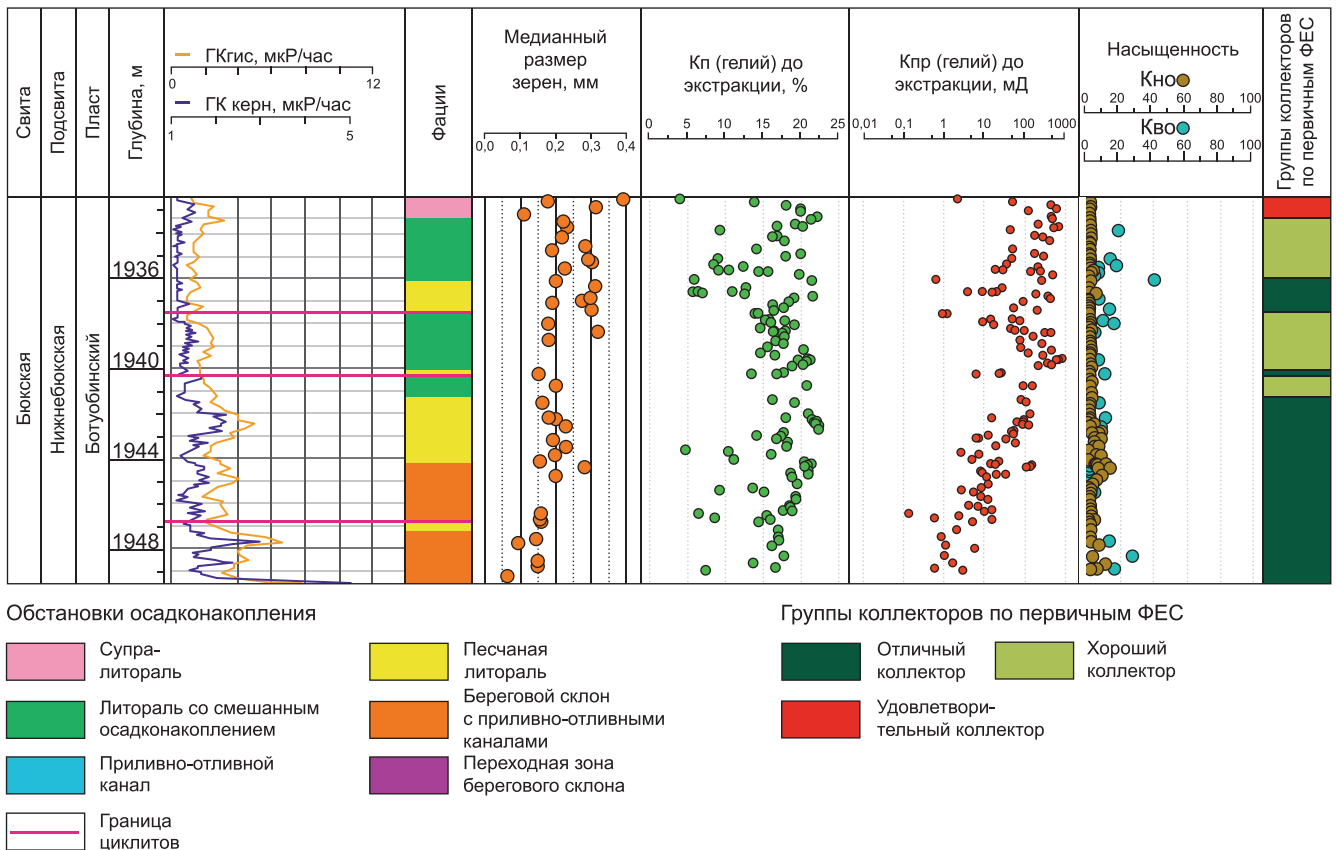 Свита
Подсвита
Пласт
Глубина, м
ГКгис, мкР/час
0 12
ГК керн, мкР/час
1 5
Фации
Медианный
размер
зерен, мм
0,0 0,1 0,2 0,3 0,4
Кп (гелий) до
экстракции, %
0 5 10 15 20 25
Кпр (гелий) до
экстракции, мД
0,01 0,1 1 10 100 1000
Насыщенность
Кно
0 20 40 60 80 100
Кво
0 20 40 60 80 100
Группы коллекторов
по первичным ФЕС
Бюкская
Нижнебюкская
Ботуобинский
1936
1940
1944
1948
Обстановки осадконакопления
Супра-
литораль
Литораль со смешанным
осадконакоплением
Приливно-отливной
канал
Граница
циклитов
Песчаная
литораль
Береговой склон
с приливно-отливными
каналами
Переходная зона
берегового склона
Группы коллекторов по первичным ФЕС
Отличный
коллектор
Хороший
коллектор
Удовлетвори-
тельный коллектор